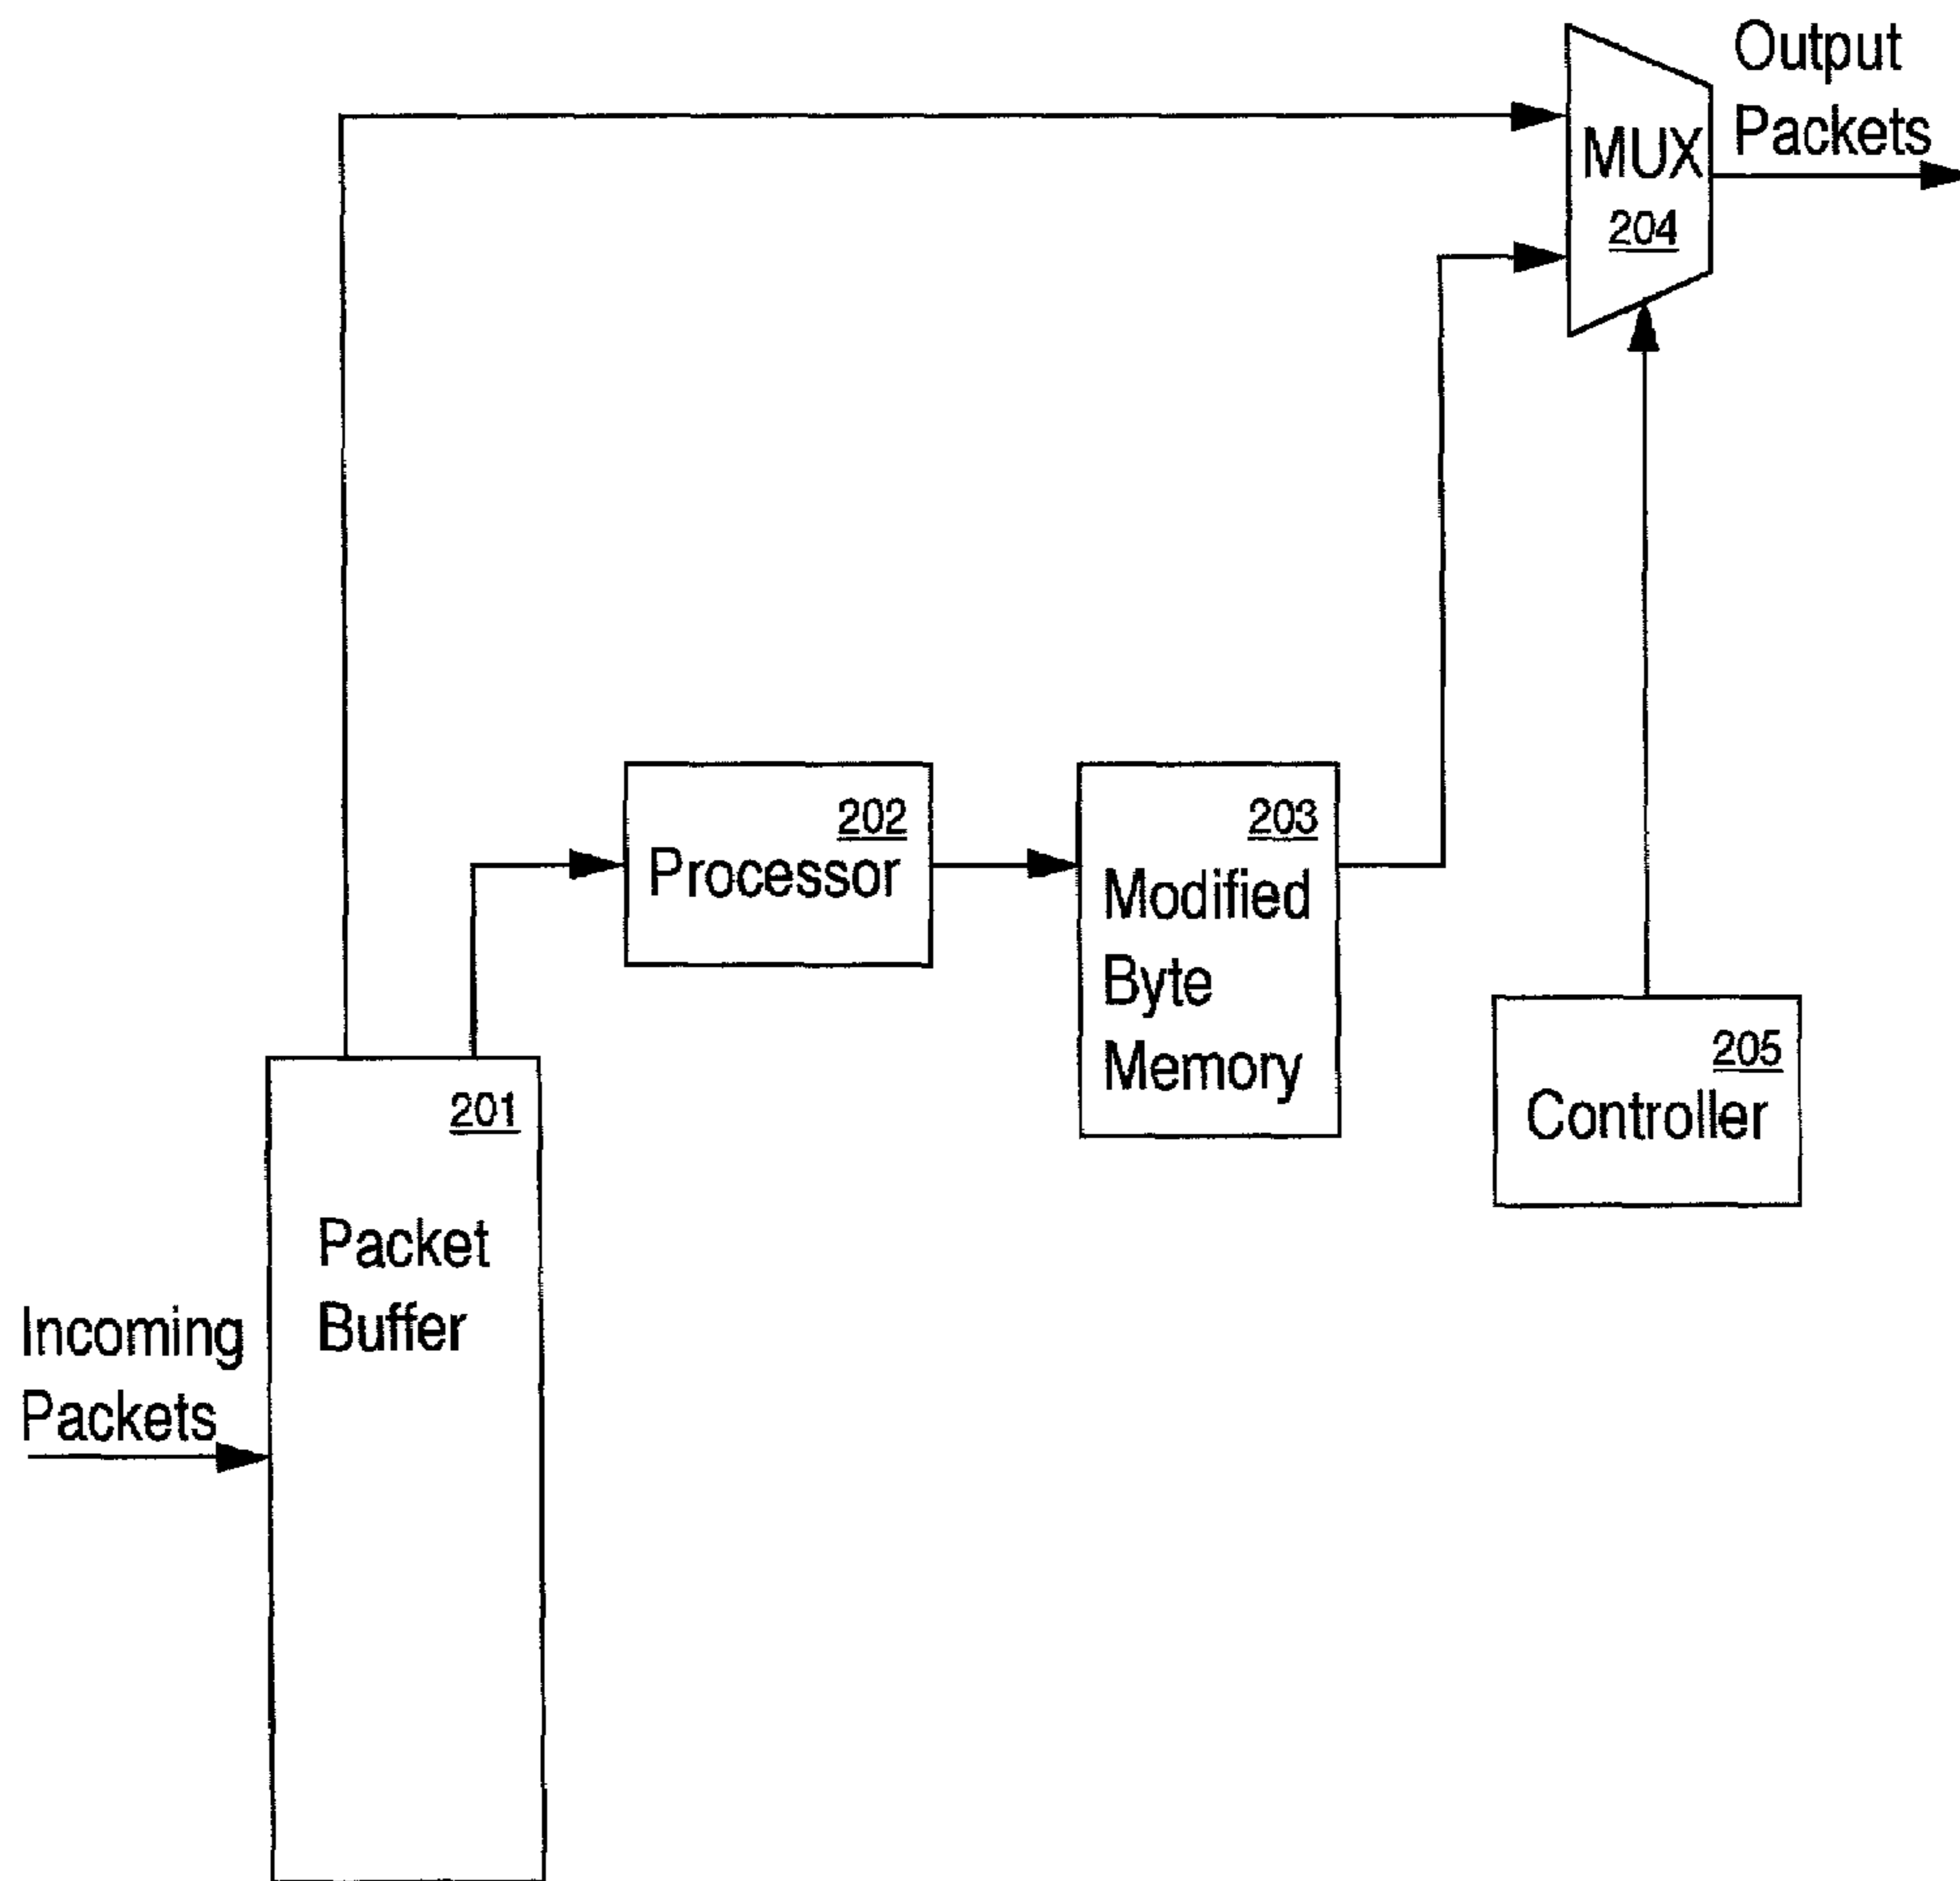 Output
Packets
MUX
204
202
Processor
203
Modified
Byte
Memory
205
Controller
201
Packet
Buffer
Incoming
Packets